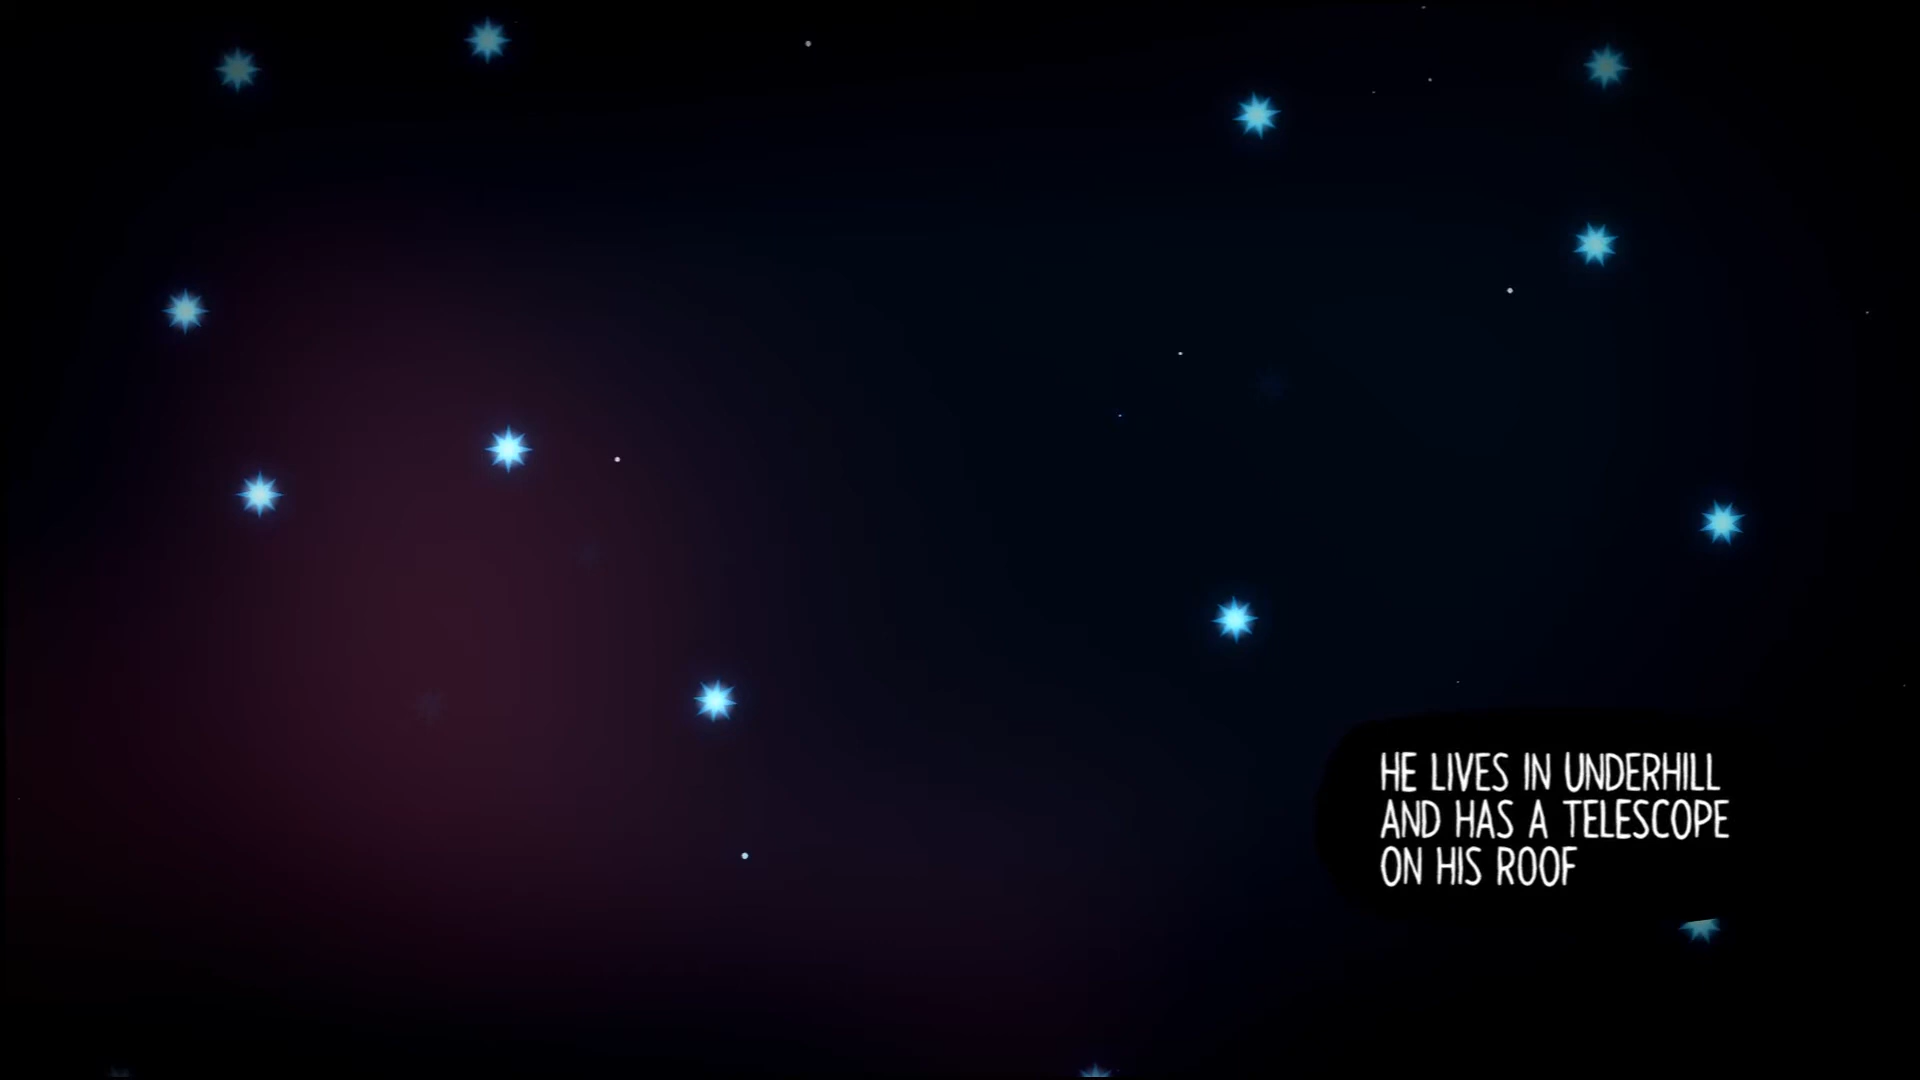 HE LIVES IN UNDERHILL
AND HAS A TELESCOPE
ON HIS ROOF